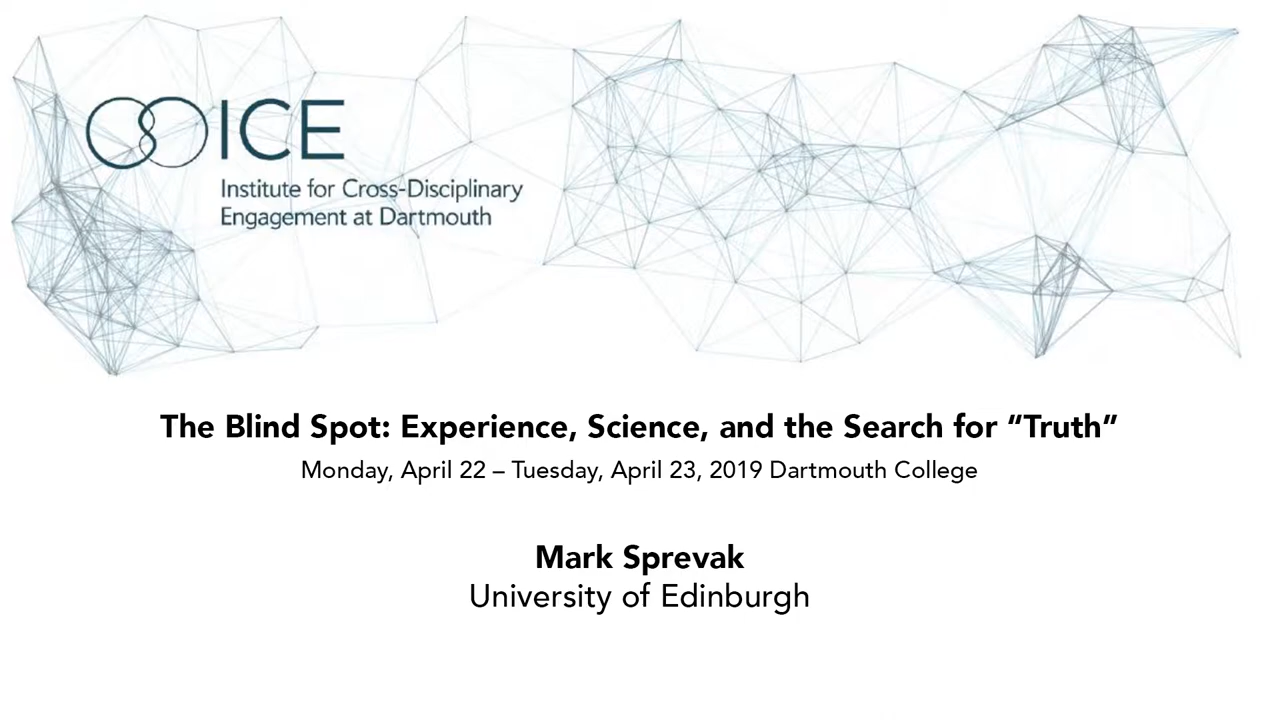 ICE
Institute for Cross-Disciplinary
Engagement at Dartmouth
The Blind Spot: Experience, Science, and the Search for “Truth”
Monday, April 22 – Tuesday, April 23, 2019 Dartmouth College
Mark Sprevak
University of Edinburgh